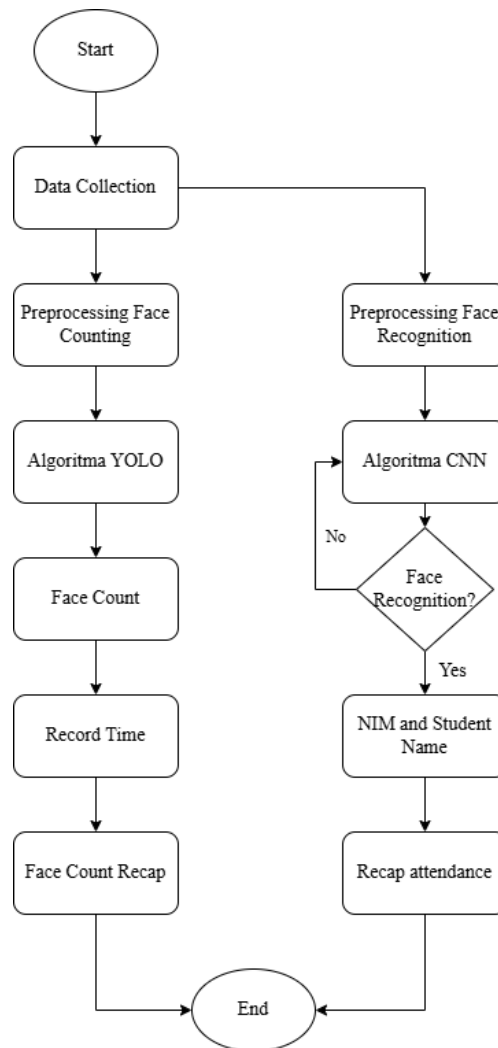 Start
Data Collection
Preprocessing Face
Counting
Algoritma YOLO
Face Count
Record Time
Face Count Recap
Preprocessing Face
Recognition
Algoritma CNN
No
Face
Recognition?
Yes
NIM and Student
Name
Recap attendance
End